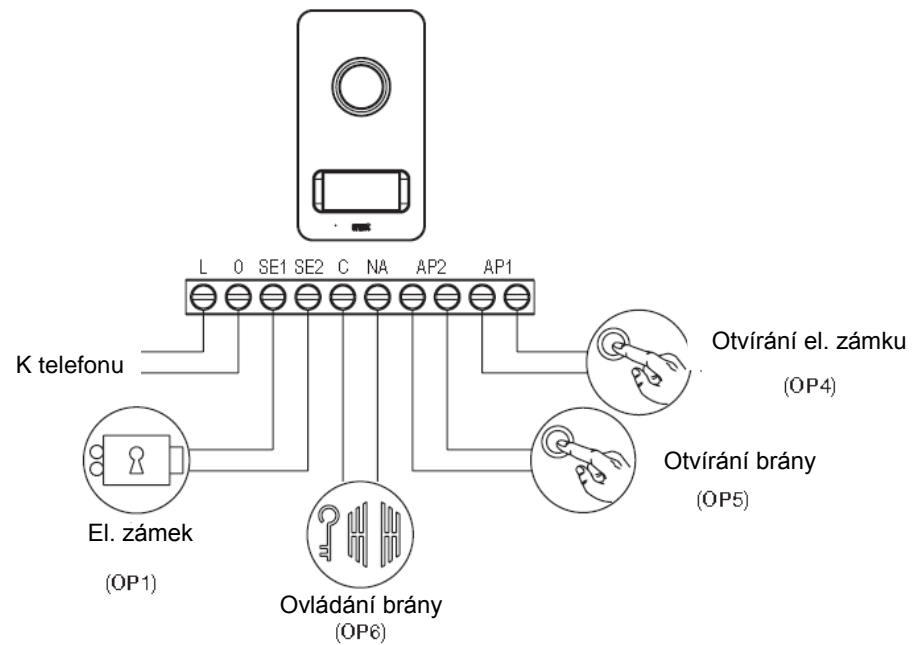 L 0 SE1 SE2 C NA AP2 AP1
K telefonu
Otvírání el. zámku
(OP4)
Otvírání brány
(OP5)
El. zámek
(OP1)
Ovládání brány
(OP6)